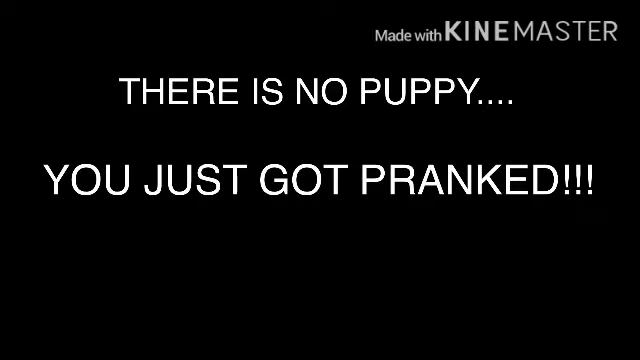 Made with KINEMASTER
THERE IS NO PUPPY....
YOU JUST GOT PRANKED!!!